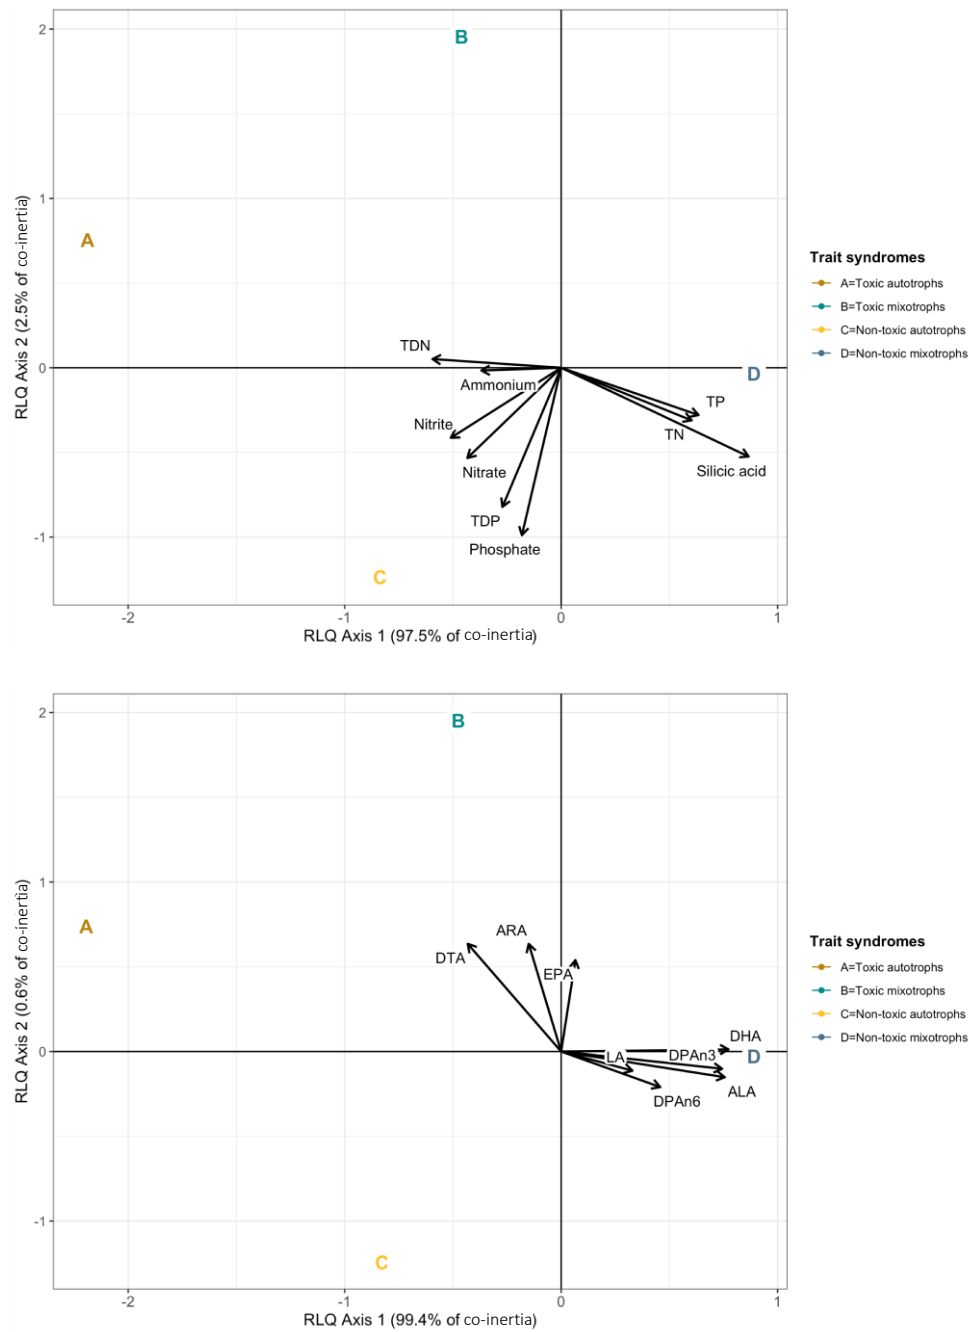 B
2
1
A
RLQ Axis 2 (2.5% of co-inertia)
Trait syndromes
A=Toxic autotrophs
B=Toxic mixotrophs
C=Non-toxic autotrophs
D=Non-toxic mixotrophs
TDN
0
D
Ammonium
TP
Nitrite
TN
Nitrate
Silicic acid
TDP
-1
Phosphate
C
-2
-1
0
1
RLQ Axis 1 (97.5% of co-inertia)
2
B
1
A
RLQ Axis 2 (0.6% of co-inertia)
ARA
DTA
EPA
Trait syndromes
A=Toxic autotrophs
B=Toxic mixotrophs
C=Non-toxic autotrophs
D=Non-toxic mixotrophs
DHA
0
LA
DPAn3
D
ALA
DPAn6
-1
C
-2
-1
0
1
RLQ Axis 1 (99.4% of co-inertia)